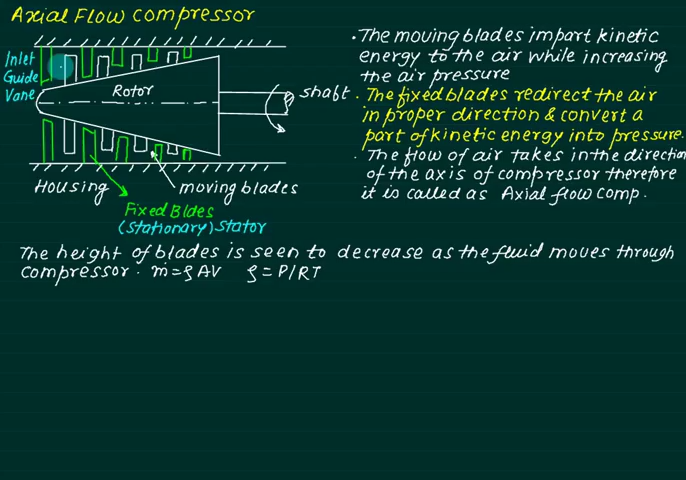 Axial Flow compressor
Inlet
Guide
Vane
Rotor
shaft
Housing
moving blades
Fixed Bldes
(Stationary) Stator
• The moving blades impart kinetic
energy to the air while increasing
the air pressure
• The fixed blades redirect the air
in proper direction & convert a
part of kinetic energy into pressure.
• The flow of air takes in the direction
of the axis of compressor therefore
it is called as Axial flow comp.
The height of blades is seen to decrease as the fluid moves through
compressor. ṁ = ρAV ρ = P/RT